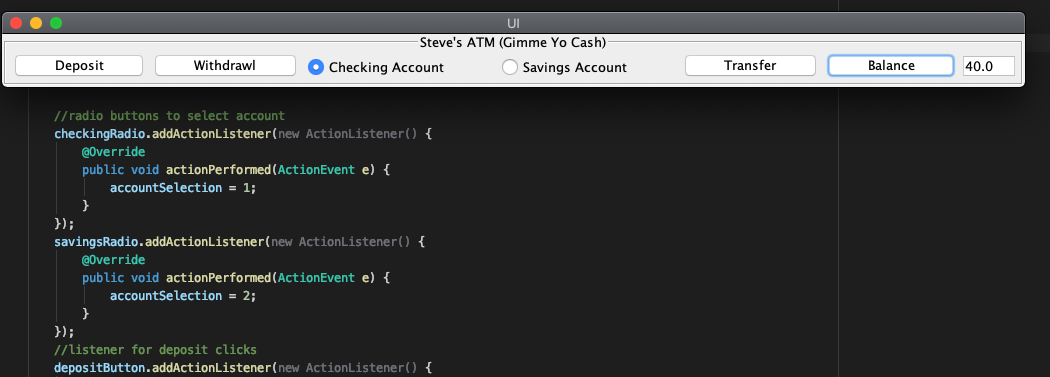 UI
Steve's ATM (Gimme Yo Cash)
Deposit Withdrawl Checking Account Savings Account Transfer Balance 40.0
//radio buttons to select account
checkingRadio.addActionListener(new ActionListener() {
@Override
public void actionPerformed(ActionEvent e) {
accountSelection = 1;
}
});
savingsRadio.addActionListener(new ActionListener() {
@Override
public void actionPerformed(ActionEvent e) {
accountSelection = 2;
}
});
//listener for deposit clicks
depositButton.addActionListener(new ActionListener() {